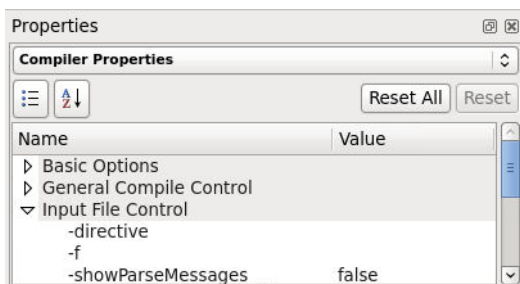 Properties
Compiler Properties
A
Z
Reset All Reset
Name Value
Basic Options
General Compile Control
Input File Control
-directive
-f
-showParseMessages false